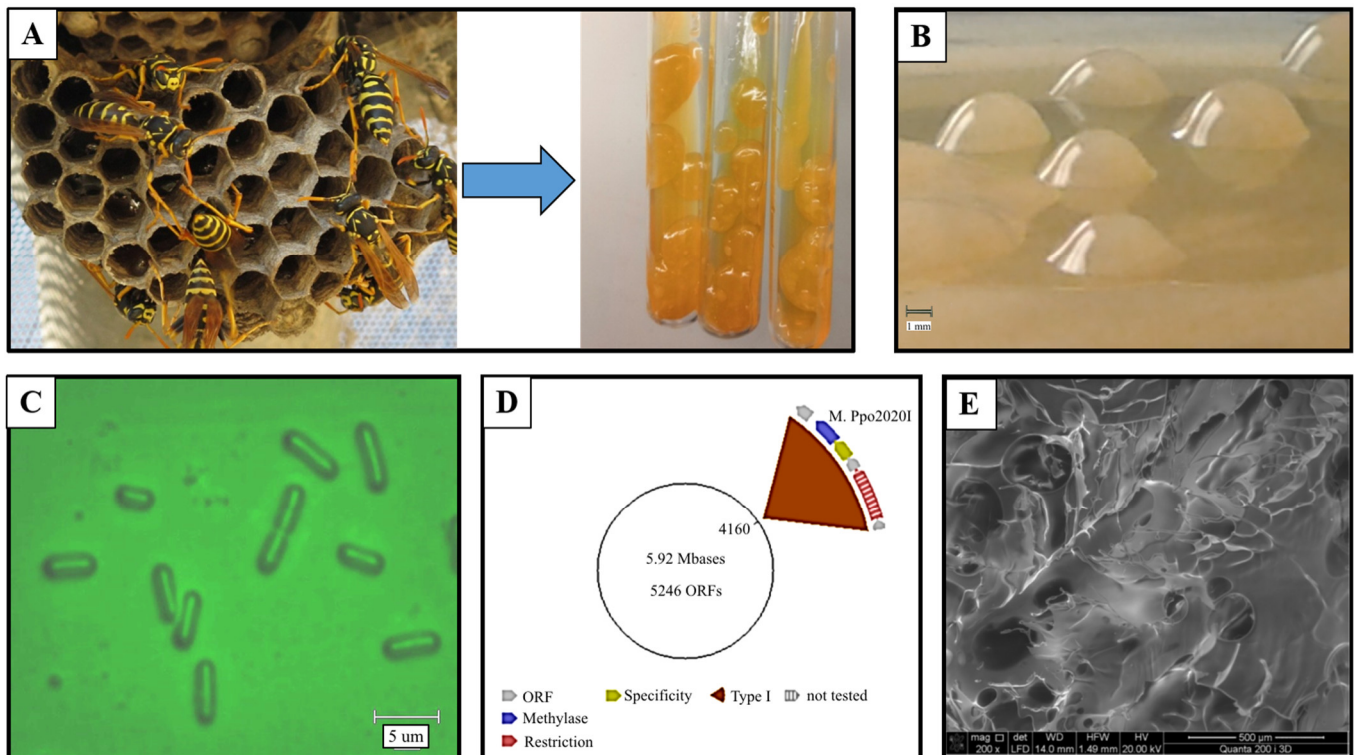 A
B
1 mm
C
5 um
D
M. Ppo2020I
4160
5.92 Mbases
5246 ORFs
ORF
Specificity
Type I
not tested
Methylase
Restriction
E
mag
det
WD
HFW
HV
500 µm
200 x
LFD
14.0 mm
1.49 mm
20.00 kV
Quanta 200 i 3D